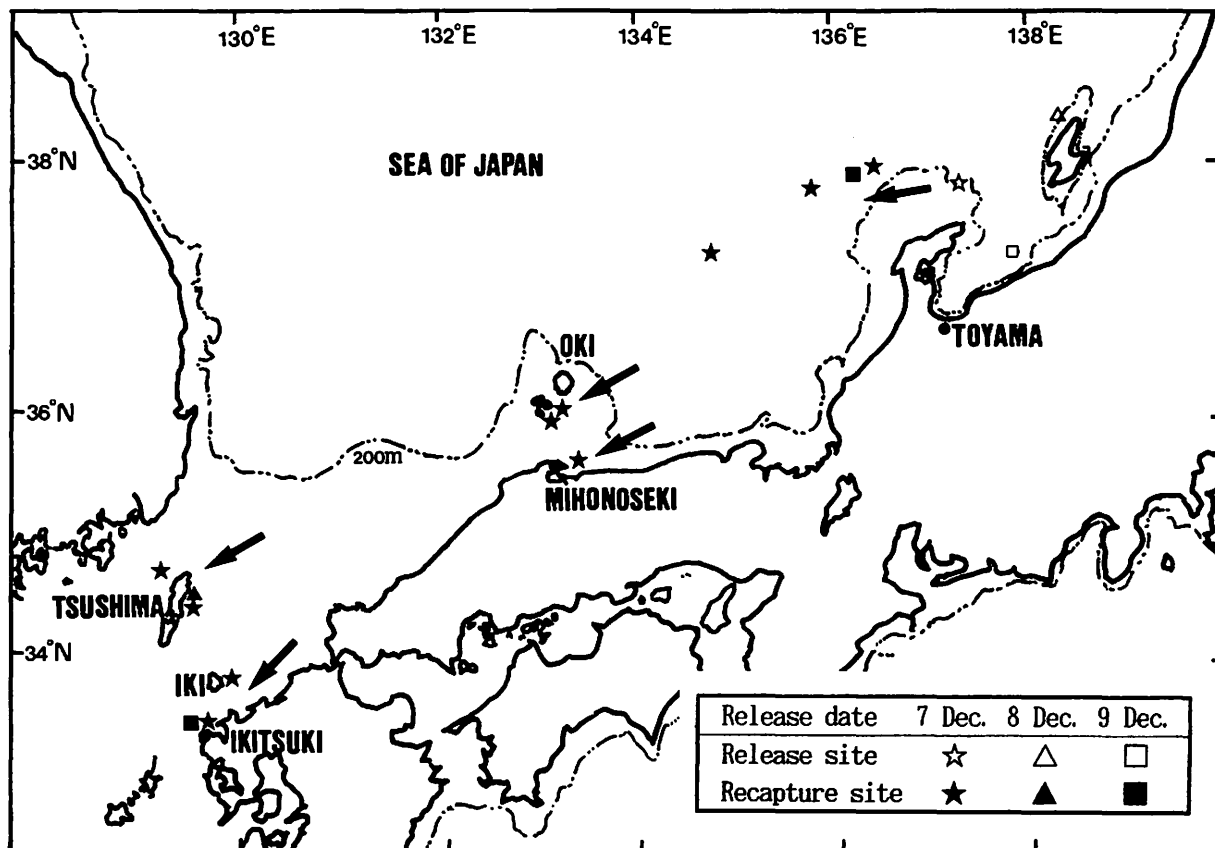 130°E 132°E 134°E 136°E 138°E
38°N
SEA OF JAPAN
TOYAMA
OKI
36°N
200m
MIHONOSEKI
TSUSHIMA
34°N
IKI
IKITSUKI
Release date 7 Dec. 8 Dec. 9 Dec.
Release site ☆ △ □
Recapture site ★ ▲ ■